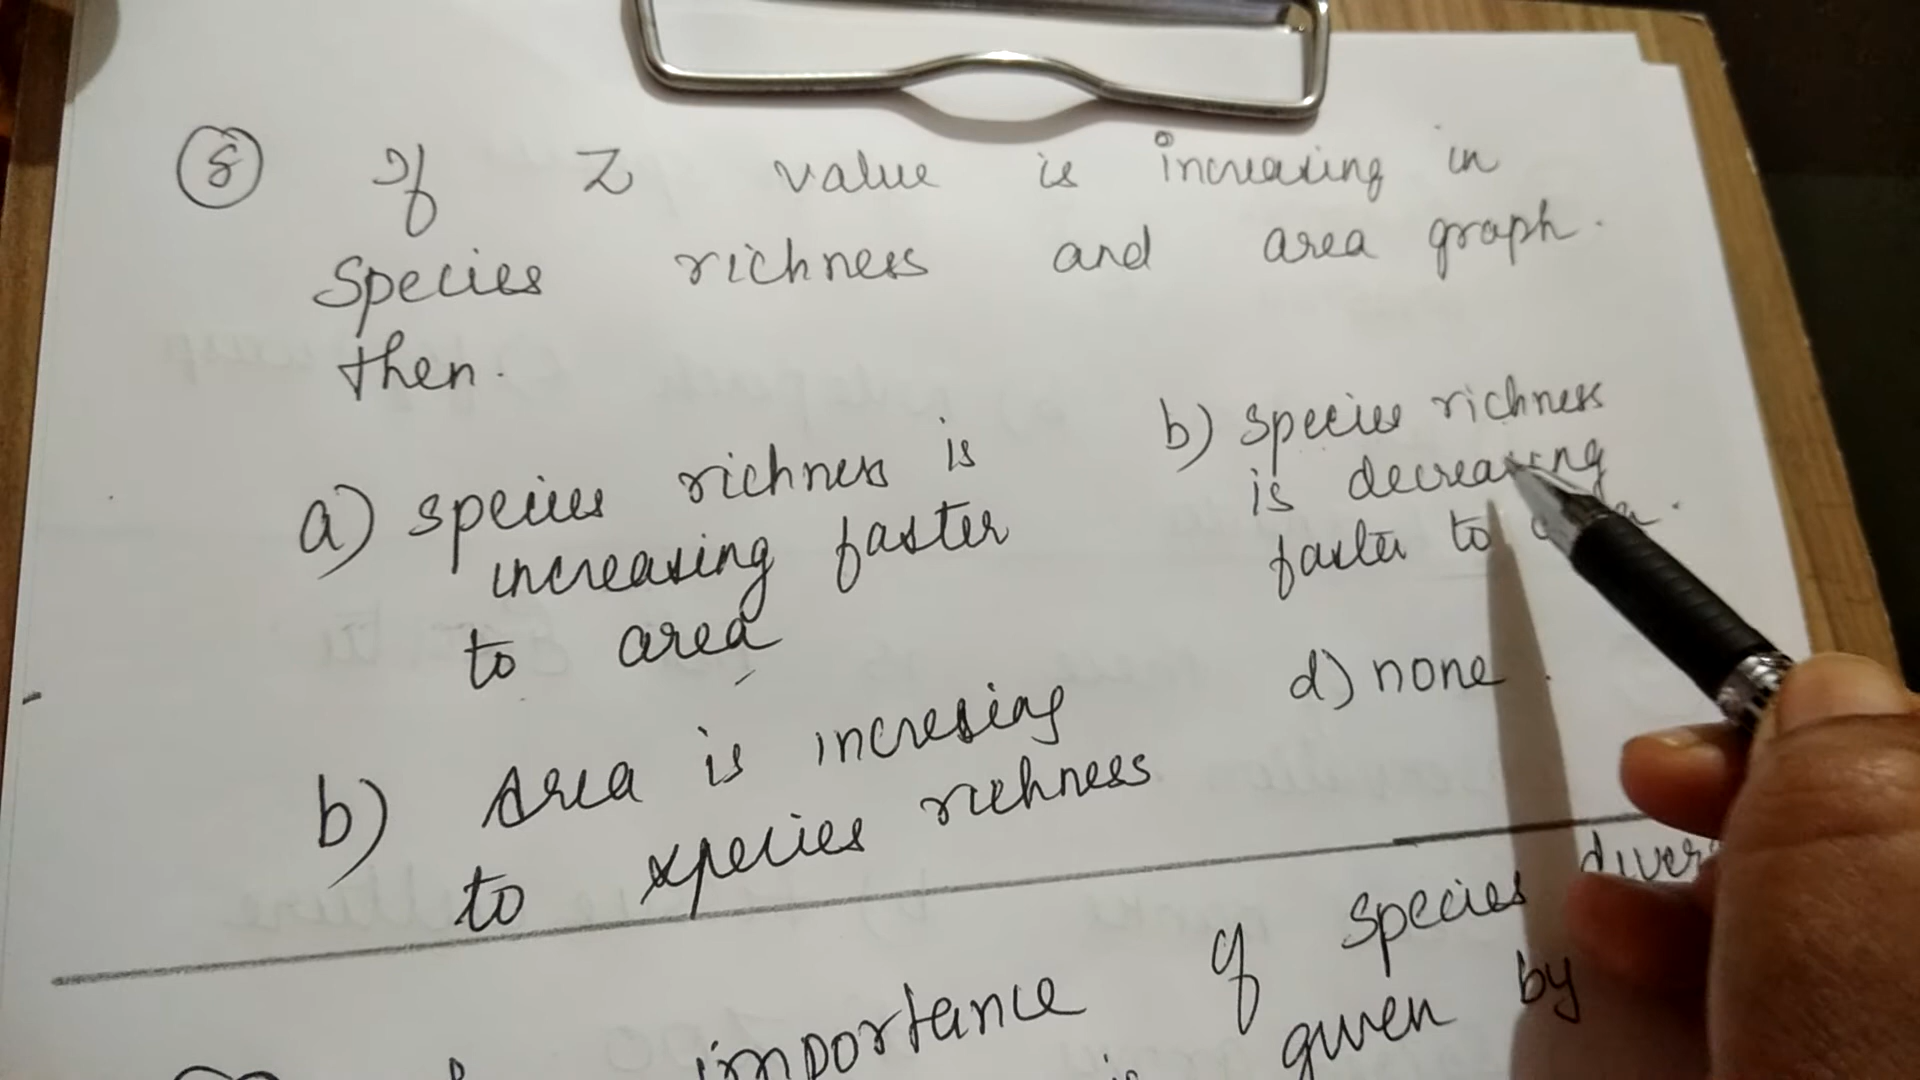 8 If Z value is increasing in
Species richness and area graph.
then.
a) species richness is
increasing faster
to area
b) species richness
is decreasing
faster to
b) Area is incresing
to species richness
d) none.
importance of species
given by